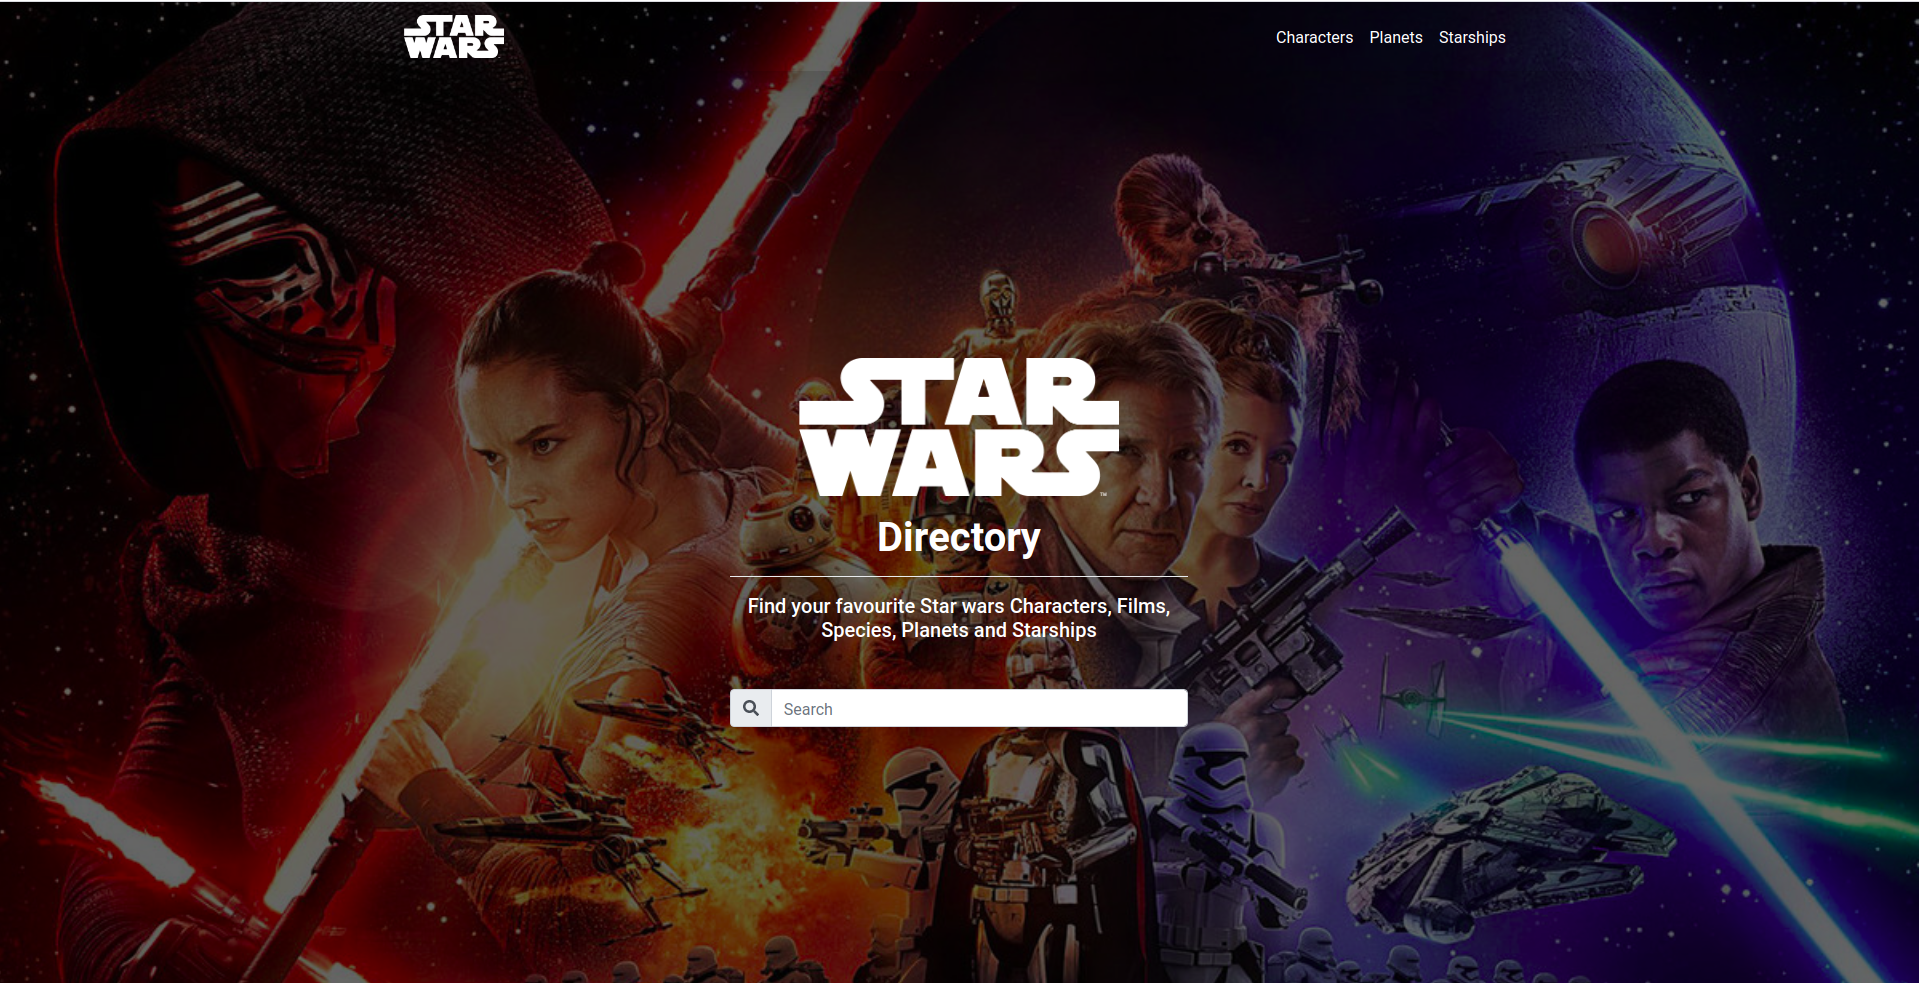 STAR
WARS
Characters Planets Starships
STAR
WARS™
Directory
Find your favourite Star wars Characters, Films,
Species, Planets and Starships
Search